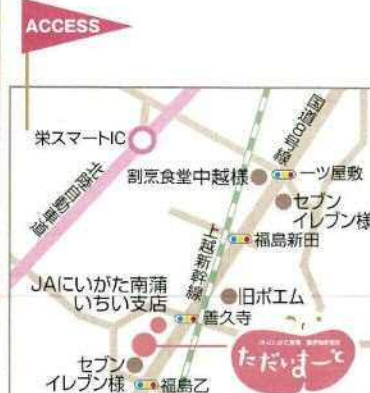 ACCESS
栄スマートIC
北陸自動車道
国道8号線
割烹食堂中越様
一ツ屋敷
セブン
イレブン様
福島新田
上越新幹線
JAにいがた南蒲
いちい支店
旧ポエム
善久寺
ただいまーと
セブン
イレブン様
福島乙